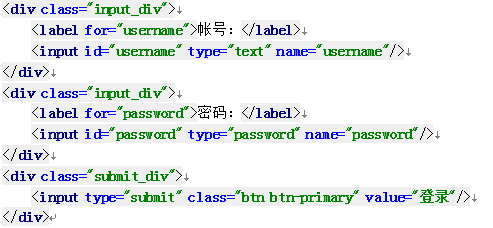 <div class="input_div">↓
<label for="username">帐号：</label>↓
<input id="username" type="text" name="username"/>↓
</div>↓
<div class="input_div">↓
<label for="password">密码：</label>↓
<input id="password" type="password" name="password"/>↓
</div>↓
<div class="submit_div">↓
<input type="submit" class="btn btn-primary" value="登录"/>↓
</div>↵